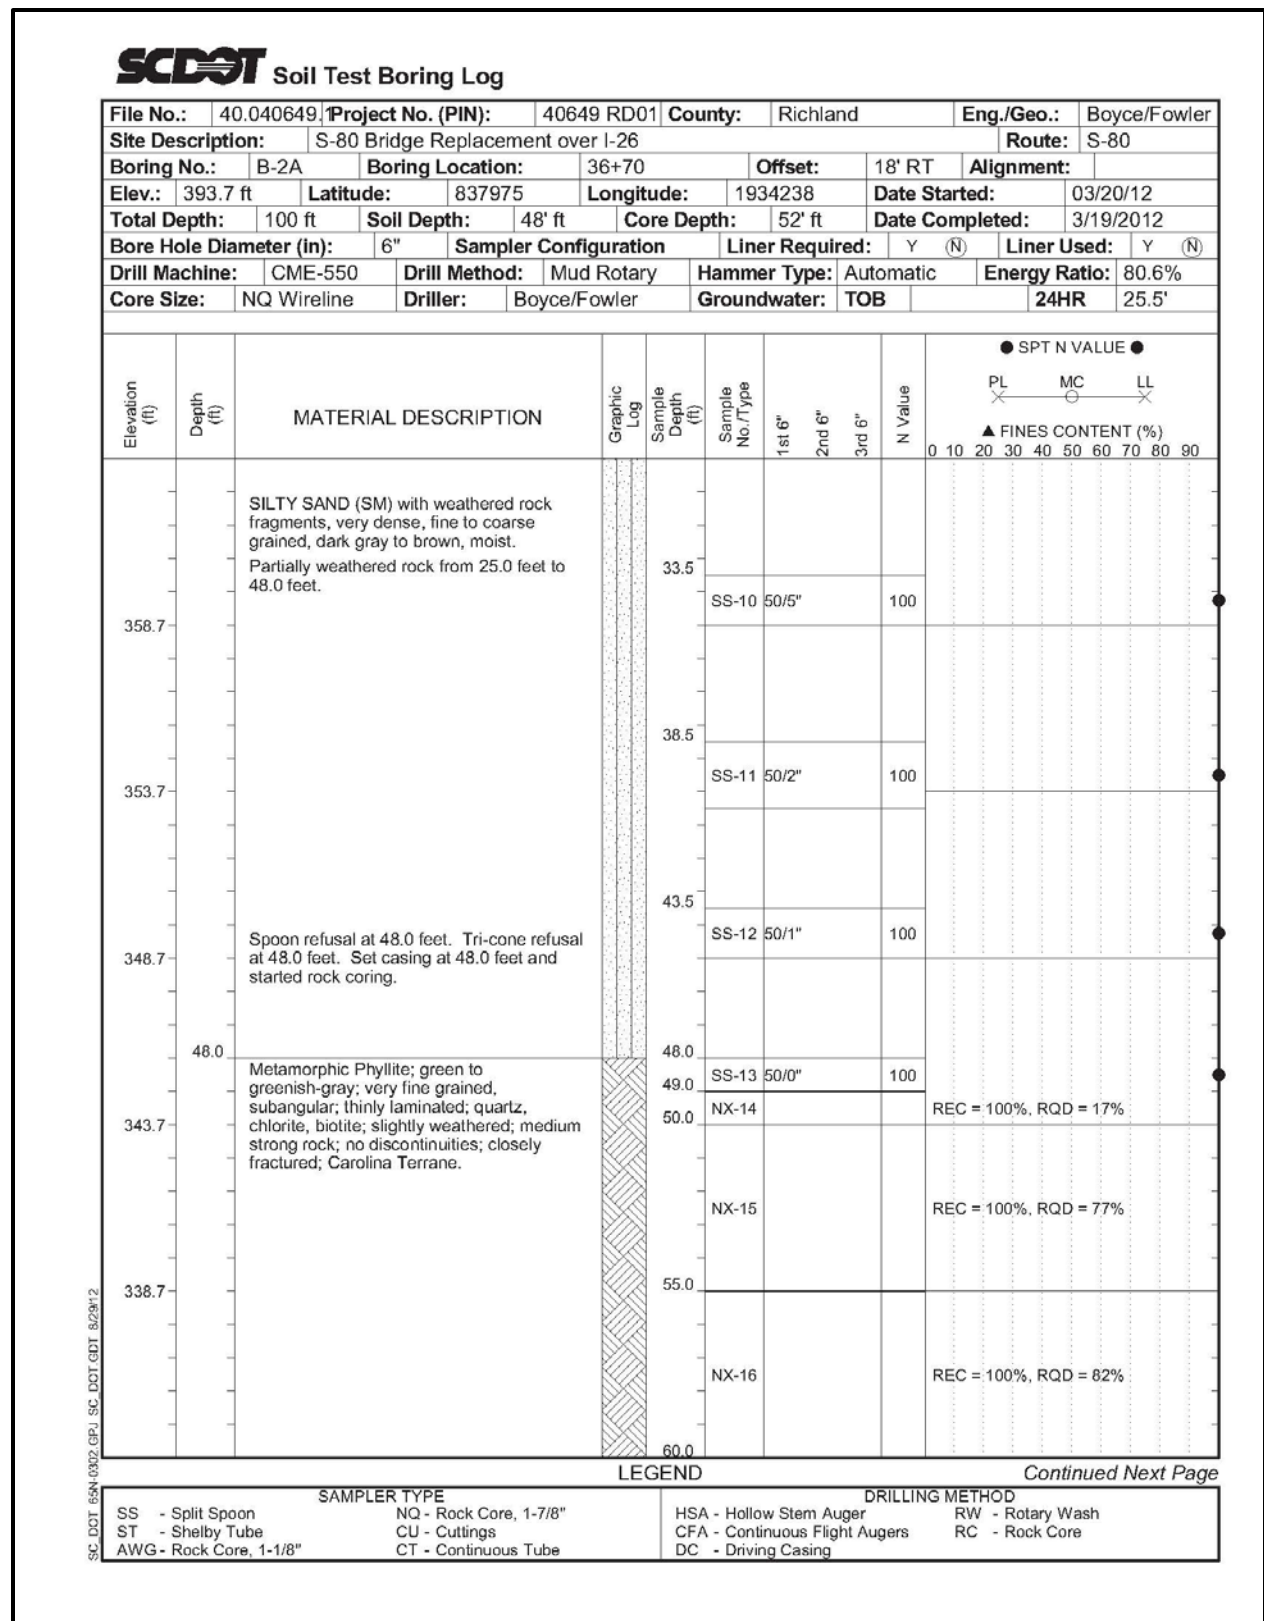 SCDOT Soil Test Boring Log
File No.: 40.040649.1 Project No. (PIN): 40649 RD01 County: Richland Eng./Geo.: Boyce/Fowler
Site Description: S-80 Bridge Replacement over I-26 Route: S-80
Boring No.: B-2A Boring Location: 36+70 Offset: 18' RT Alignment:
Elev.: 393.7 ft Latitude: 837975 Longitude: 1934238 Date Started: 03/20/12
Total Depth: 100 ft Soil Depth: 48' ft Core Depth: 52' ft Date Completed: 3/19/2012
Bore Hole Diameter (in): 6" Sampler Configuration Liner Required: Y N Liner Used: Y N
Drill Machine: CME-550 Drill Method: Mud Rotary Hammer Type: Automatic Energy Ratio: 80.6%
Core Size: NQ Wireline Driller: Boyce/Fowler Groundwater: TOB 24HR 25.5'
Elevation (ft)
Depth (ft)
MATERIAL DESCRIPTION
Graphic Log
Sample Depth (ft)
Sample No./Type
1st 6"
2nd 6"
3rd 6"
N Value
● SPT N VALUE ●
PL MC LL
▲ FINES CONTENT (%)
0 10 20 30 40 50 60 70 80 90
SILTY SAND (SM) with weathered rock
fragments, very dense, fine to coarse
grained, dark gray to brown, moist.
Partially weathered rock from 25.0 feet to
48.0 feet.
33.5
SS-10 50/5" 100
358.7
38.5
SS-11 50/2" 100
353.7
43.5
SS-12 50/1" 100
Spoon refusal at 48.0 feet. Tri-cone refusal
at 48.0 feet. Set casing at 48.0 feet and
started rock coring.
348.7
48.0 48.0
Metamorphic Phyllite; green to
greenish-gray; very fine grained,
subangular; thinly laminated; quartz,
chlorite, biotite; slightly weathered; medium
strong rock; no discontinuities; closely
fractured; Carolina Terrane.
SS-13 50/0" 100
49.0
NX-14 REC = 100%, RQD = 17%
343.7 50.0
NX-15 REC = 100%, RQD = 77%
338.7 55.0
NX-16 REC = 100%, RQD = 82%
60.0
SC_DOT 65N-0302.GPJ SC_DOT.GDT 8/29/12
LEGEND Continued Next Page
SAMPLER TYPE
SS - Split Spoon NQ - Rock Core, 1-7/8"
ST - Shelby Tube CU - Cuttings
AWG - Rock Core, 1-1/8" CT - Continuous Tube
DRILLING METHOD
HSA - Hollow Stem Auger RW - Rotary Wash
CFA - Continuous Flight Augers RC - Rock Core
DC - Driving Casing